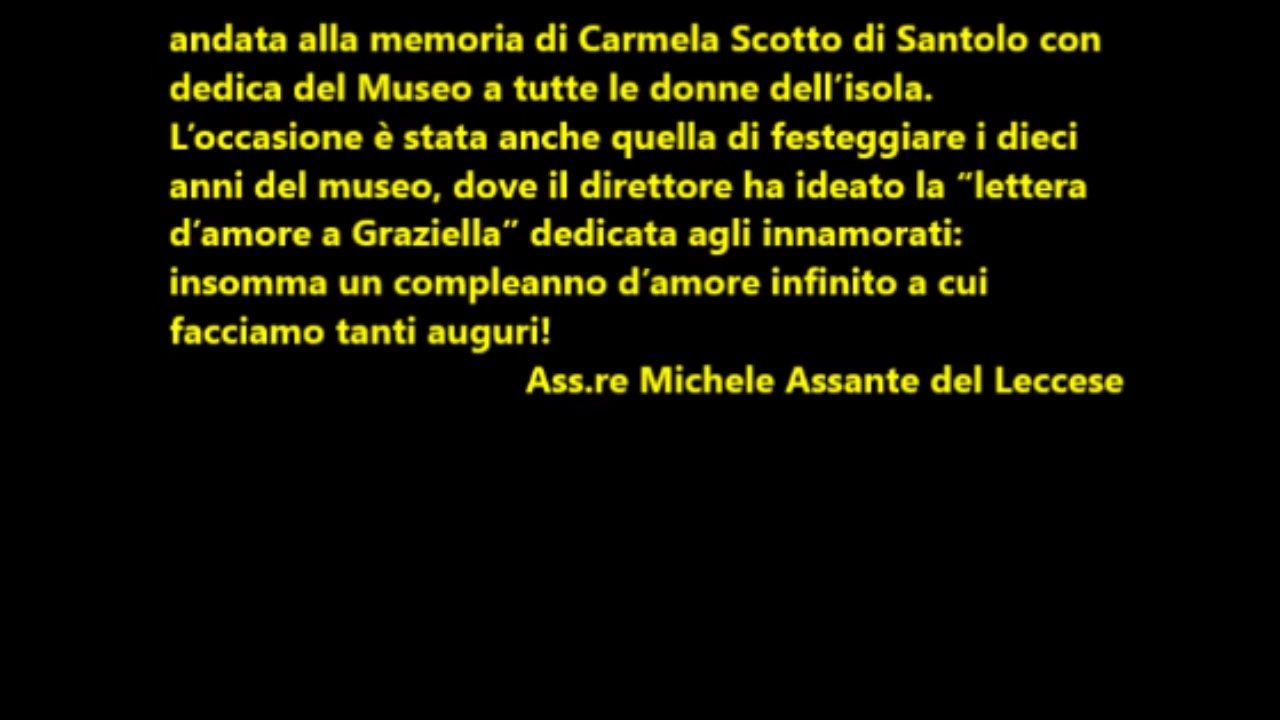 andata alla memoria di Carmela Scotto di Santolo con
dedica del Museo a tutte le donne dell’isola.
L’occasione è stata anche quella di festeggiare i dieci
anni del museo, dove il direttore ha ideato la “lettera
d’amore a Graziella” dedicata agli innamorati:
insomma un compleanno d’amore infinito a cui
facciamo tanti auguri!
Ass.re Michele Assante del Leccese